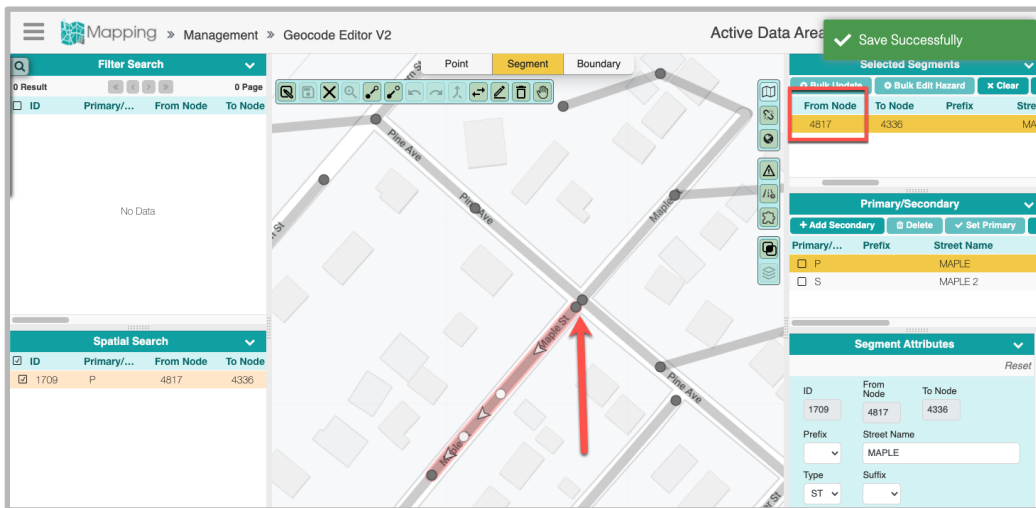 Mapping » Management » Geocode Editor V2
Active Data Area
Save Successfully
Filter Search
0 Result
0 Page
ID Primary/... From Node To Node
No Data
Spatial Search
ID Primary/... From Node To Node
1709 P 4817 4336
Point Segment Boundary
Pine Ave
Pine Ave
Maple
Maple St
Maple
Pine Ave
St
St
Selected Segments
Bulk Update Bulk Edit Hazard Clear
From Node To Node Prefix Stre
4817 4336 MA
Primary/Secondary
+ Add Secondary Delete Set Primary
Primary/... Prefix Street Name
P MAPLE
S MAPLE 2
Segment Attributes
Reset
ID From Node To Node
1709 4817 4336
Prefix Street Name
MAPLE
Type Suffix
ST